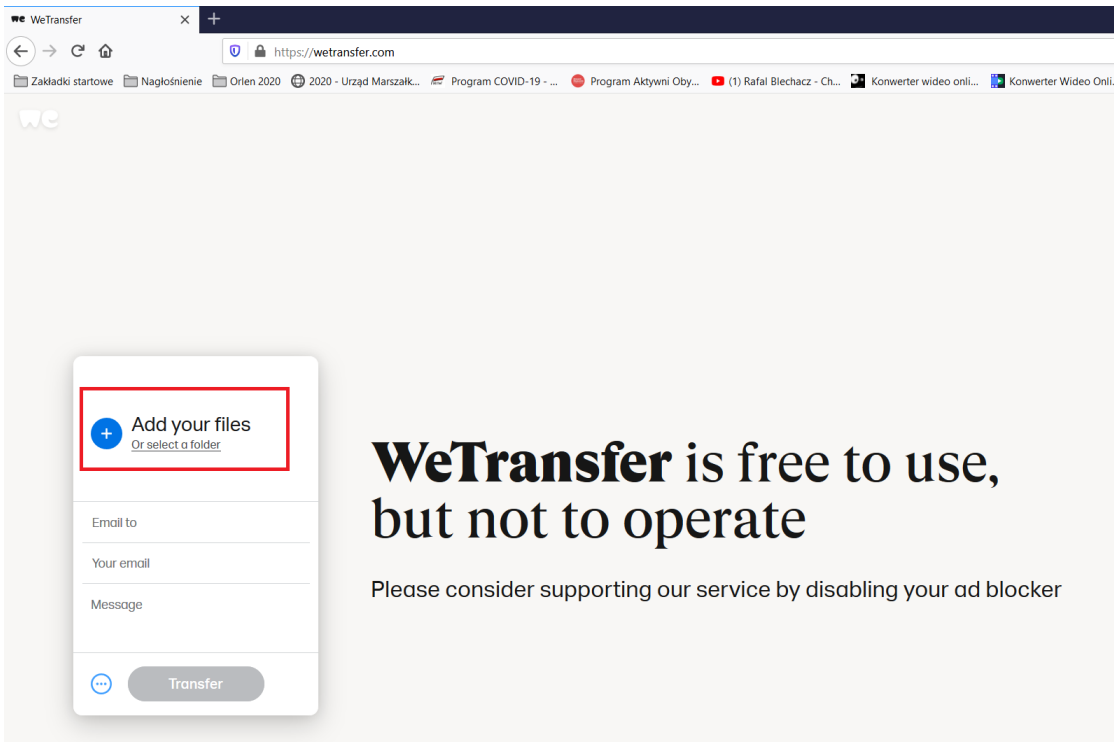 we WeTransfer
https://wetransfer.com
Zakładki startowe Nagłośnienie Orlen 2020 2020 - Urząd Marszałk... Program COVID-19 - ... Program Aktywni Oby... (1) Rafal Blechacz - Ch... Konwerter wideo onli... Konwerter Wideo Onli
we
Add your files
Or select a folder
Email to
Your email
Message
Transfer
WeTransfer is free to use,
but not to operate
Please consider supporting our service by disabling your ad blocker